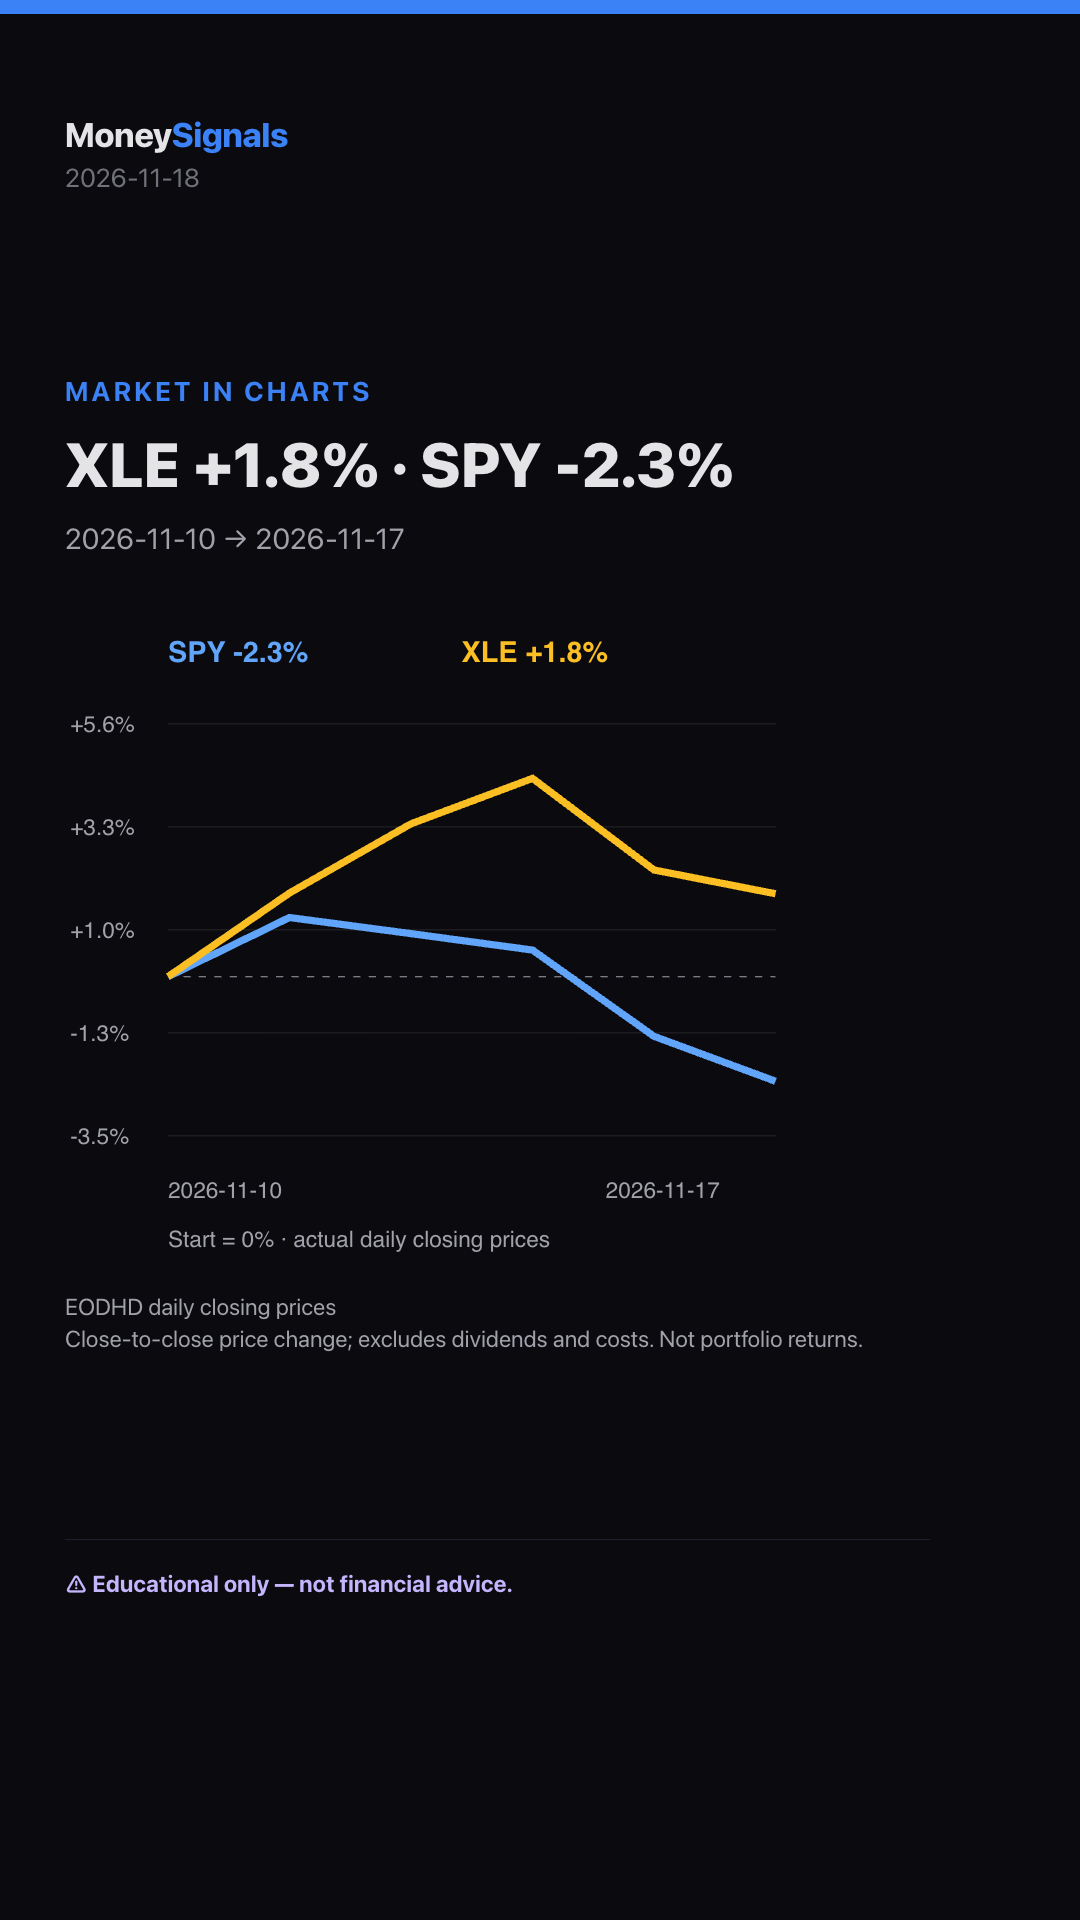 MoneySignals
2026-11-18
MARKET IN CHARTS
XLE +1.8% · SPY -2.3%
2026-11-10 → 2026-11-17
SPY -2.3% XLE +1.8%
+5.6%
+3.3%
+1.0%
-1.3%
-3.5%
2026-11-10 2026-11-17
Start = 0% · actual daily closing prices
EODHD daily closing prices
Close-to-close price change; excludes dividends and costs. Not portfolio returns.
⚠ Educational only — not financial advice.